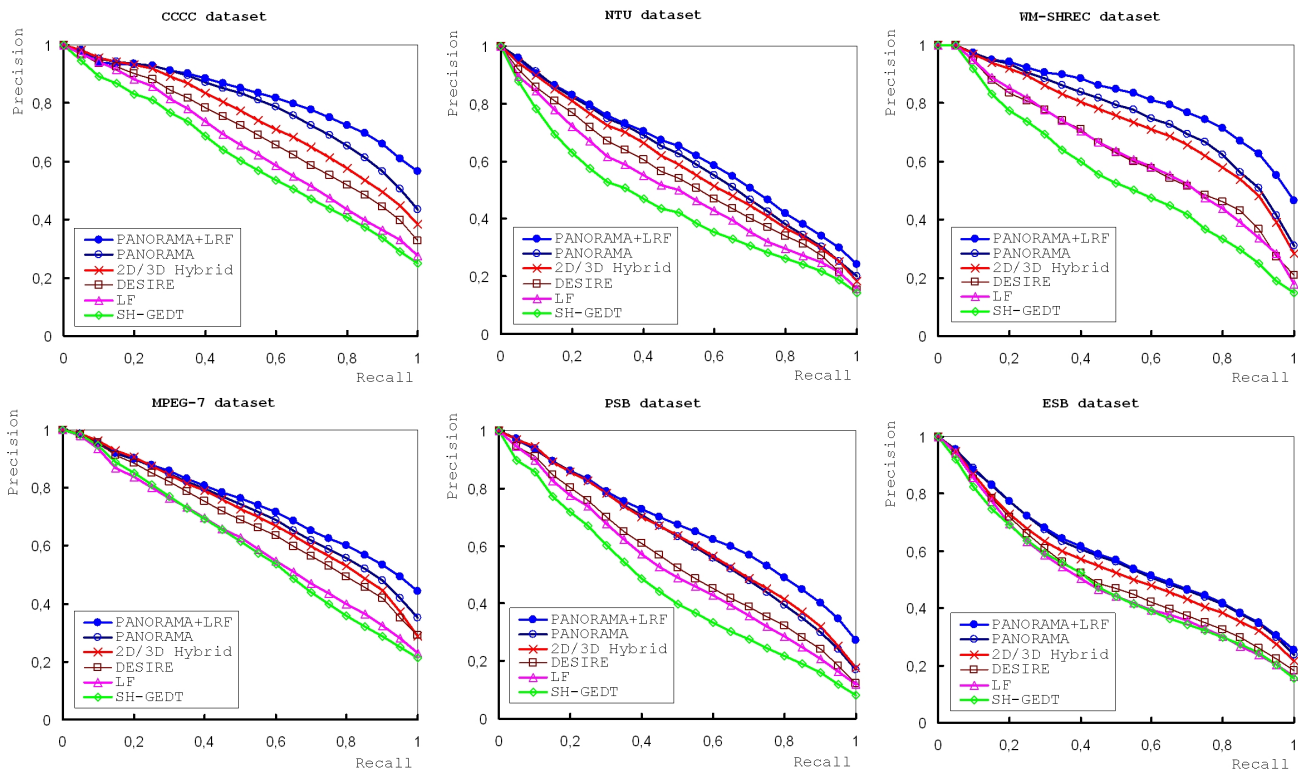 CCCC dataset
Precision
1
0,8
0,6
0,4
0,2
0
PANORAMA+LRF
PANORAMA
2D/3D Hybrid
DESIRE
LF
SH-GEDT
0 0,2 0,4 0,6 0,8 1
Recall
NTU dataset
Precision
1
0,8
0,6
0,4
0,2
0
PANORAMA+LRF
PANORAMA
2D/3D Hybrid
DESIRE
LF
SH-GEDT
0 0,2 0,4 0,6 0,8 1
Recall
WM-SHREC dataset
Precision
1
0,8
0,6
0,4
0,2
0
PANORAMA+LRF
PANORAMA
2D/3D Hybrid
DESIRE
LF
SH-GEDT
0 0,2 0,4 0,6 0,8 1
Recall
MPEG-7 dataset
Precision
1
0,8
0,6
0,4
0,2
0
PANORAMA+LRF
PANORAMA
2D/3D Hybrid
DESIRE
LF
SH-GEDT
0 0,2 0,4 0,6 0,8 1
Recall
PSB dataset
Precision
1
0,8
0,6
0,4
0,2
0
PANORAMA+LRF
PANORAMA
2D/3D Hybrid
DESIRE
LF
SH-GEDT
0 0,2 0,4 0,6 0,8 1
Recall
ESB dataset
Precision
1
0,8
0,6
0,4
0,2
0
PANORAMA+LRF
PANORAMA
2D/3D Hybrid
DESIRE
LF
SH-GEDT
0 0,2 0,4 0,6 0,8 1
Recall